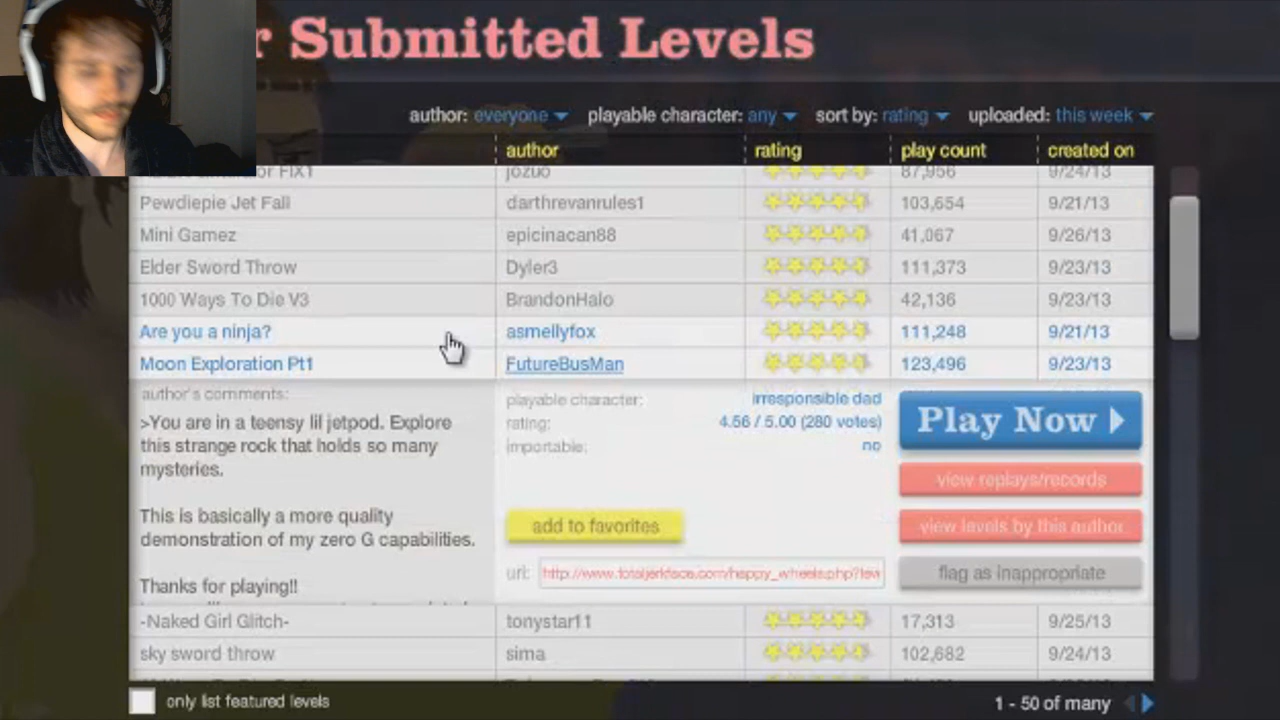 r Submitted Levels
author: everyone playable character: any sort by: rating uploaded: this week
author rating play count created on
or FIX1 jozuo 87,956 9/24/13
Pewdiepie Jet Fall darthrevanrules1 103,654 9/21/13
Mini Gamez epicinacan88 41,067 9/26/13
Elder Sword Throw Dyler3 111,373 9/23/13
1000 Ways To Die V3 BrandonHalo 42,136 9/23/13
Are you a ninja? asmellyfox 111,248 9/21/13
Moon Exploration Pt1 FutureBusMan 123,496 9/23/13
author's comments:
>You are in a teensy lil jetpod. Explore
this strange rock that holds so many
mysteries.
This is basically a more quality
demonstration of my zero G capabilities.
Thanks for playing!!
playable character: irresponsible dad
rating: 4.56 / 5.00 (280 votes)
importable: no
add to favorites
url: http://www.totaljerkface.com/happy_wheels.php?lev
Play Now
view replays/records
view levels by this author
flag as inappropriate
-Naked Girl Glitch- tonystar11 17,313 9/25/13
sky sword throw sima 102,682 9/24/13
only list featured levels
1 - 50 of many